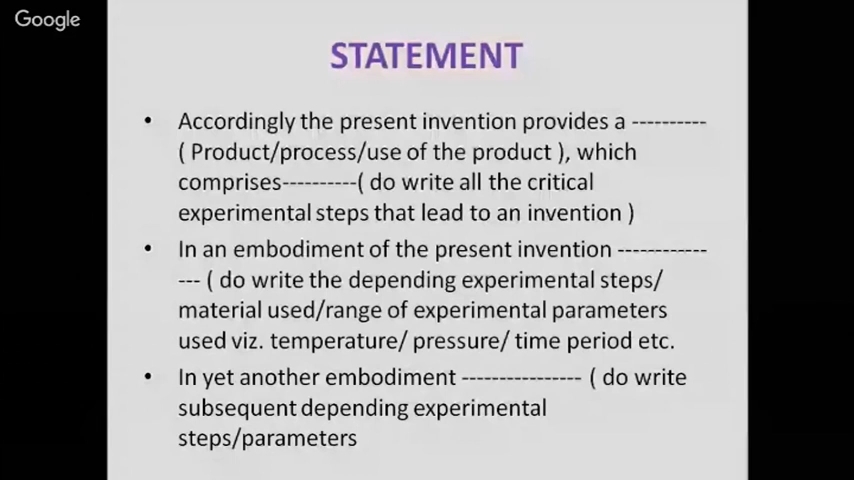 Google
STATEMENT
• Accordingly the present invention provides a ----------
( Product/process/use of the product ), which
comprises----------( do write all the critical
experimental steps that lead to an invention )
• In an embodiment of the present invention ------------
--- ( do write the depending experimental steps/
material used/range of experimental parameters
used viz. temperature/ pressure/ time period etc.
• In yet another embodiment ---------------- ( do write
subsequent depending experimental
steps/parameters